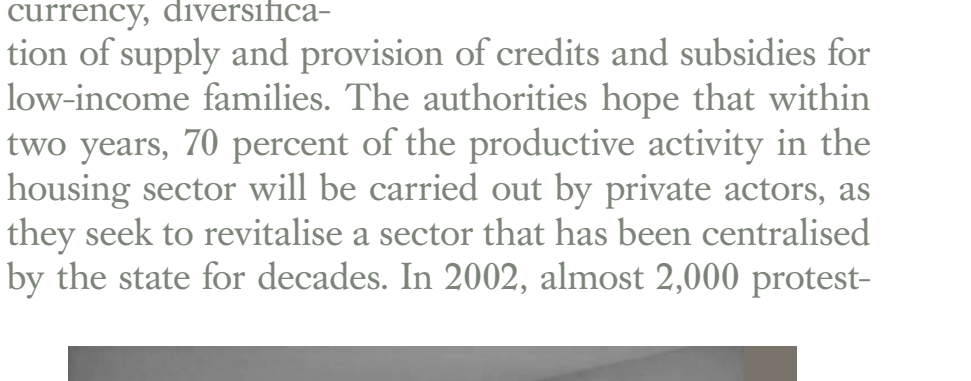 currency, diversifica-
tion of supply and provision of credits and subsidies for
low-income families. The authorities hope that within
two years, 70 percent of the productive activity in the
housing sector will be carried out by private actors, as
they seek to revitalise a sector that has been centralised
by the state for decades. In 2002, almost 2,000 protest-